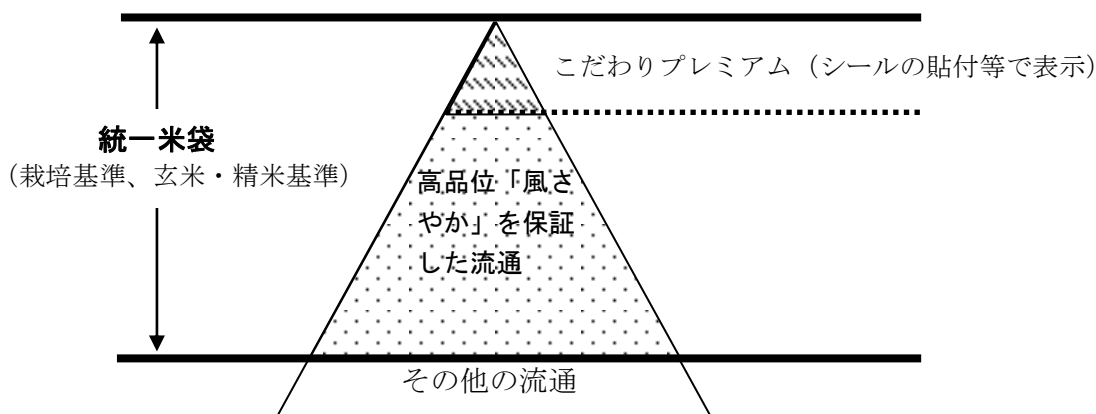 こだわりプレミアム（シールの貼付等で表示）
統一米袋
（栽培基準、玄米・精米基準）
高品位「風さ
やか」を保証
した流通
その他の流通